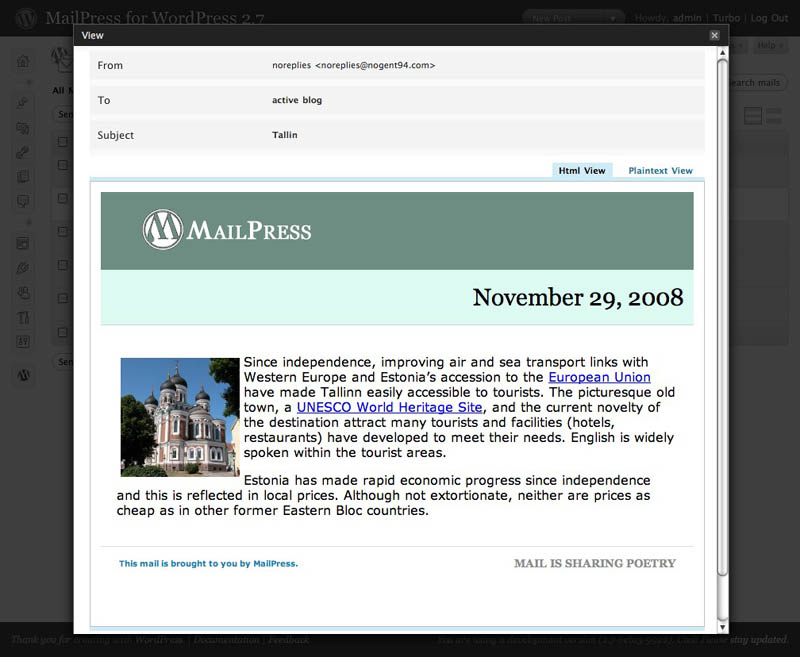 MailPress for WordPress 2.7
New Post
Howdy, admin | Turbo | Log Out
View
Help
From noreplies <noreplies@nogent94.com>
All
To active blog
Subject Tallin
Html View Plaintext View
MAILPRESS
November 29, 2008
Since independence, improving air and sea transport links with
Western Europe and Estonia's accession to the European Union
have made Tallinn easily accessible to tourists. The picturesque old
town, a UNESCO World Heritage Site, and the current novelty of
the destination attract many tourists and facilities (hotels,
restaurants) have developed to meet their needs. English is widely
spoken within the tourist areas.
Estonia has made rapid economic progress since independence
and this is reflected in local prices. Although not extortionate, neither are prices as
cheap as in other former Eastern Bloc countries.
This mail is brought to you by MailPress. MAIL IS SHARING POETRY
Thank you for creating with WordPress. | Documentation | Feedback
You are using a development version stay updated.